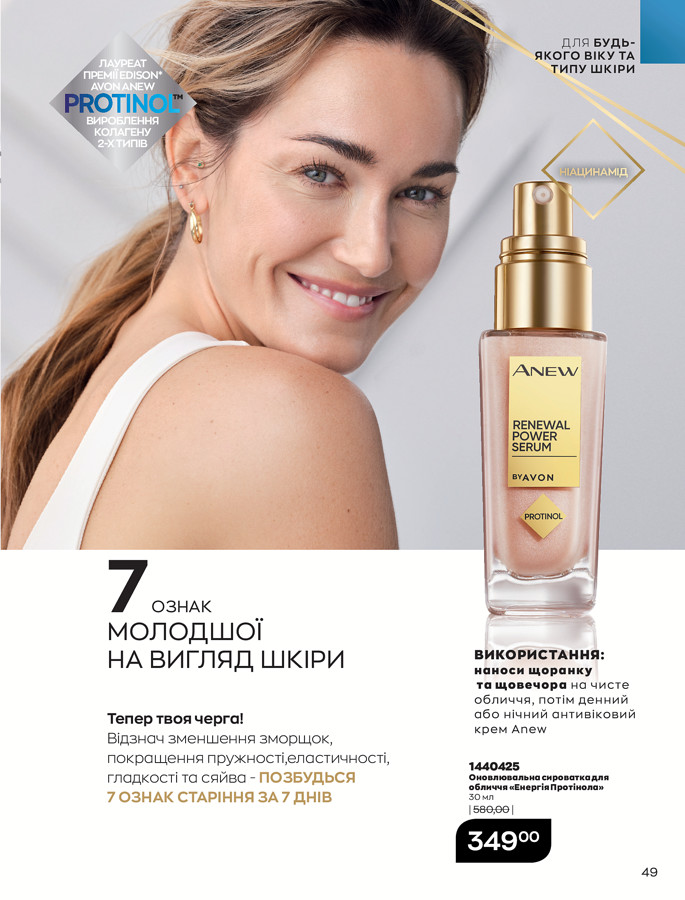 ЛАУРЕАТ
ПРЕМІЇ EDISON*
AVON ANEW
PROTINOL™
ВИРОБЛЕННЯ
КОЛАГЕНУ
2-Х ТИПІВ
ДЛЯ БУДЬ-
ЯКОГО ВІКУ ТА
ТИПУ ШКІРИ
НІАЦИНАМІД
ANEW
RENEWAL
POWER
SERUM
BY AVON
PROTINOL
7 ОЗНАК
МОЛОДШОЇ
НА ВИГЛЯД ШКІРИ
Тепер твоя черга!
Відзнач зменшення зморщок,
покращення пружності,еластичності,
гладкості та сяйва - ПОЗБУДЬСЯ
7 ОЗНАК СТАРІННЯ ЗА 7 ДНІВ
ВИКОРИСТАННЯ:
наноси щоранку
та щовечора на чисте
обличчя, потім денний
або нічний антивіковий
крем Anew
1440425
Оновлювальна сироватка для
обличчя «Енергія Протінола»
30 мл
| 580,00 |
349⁰⁰
49